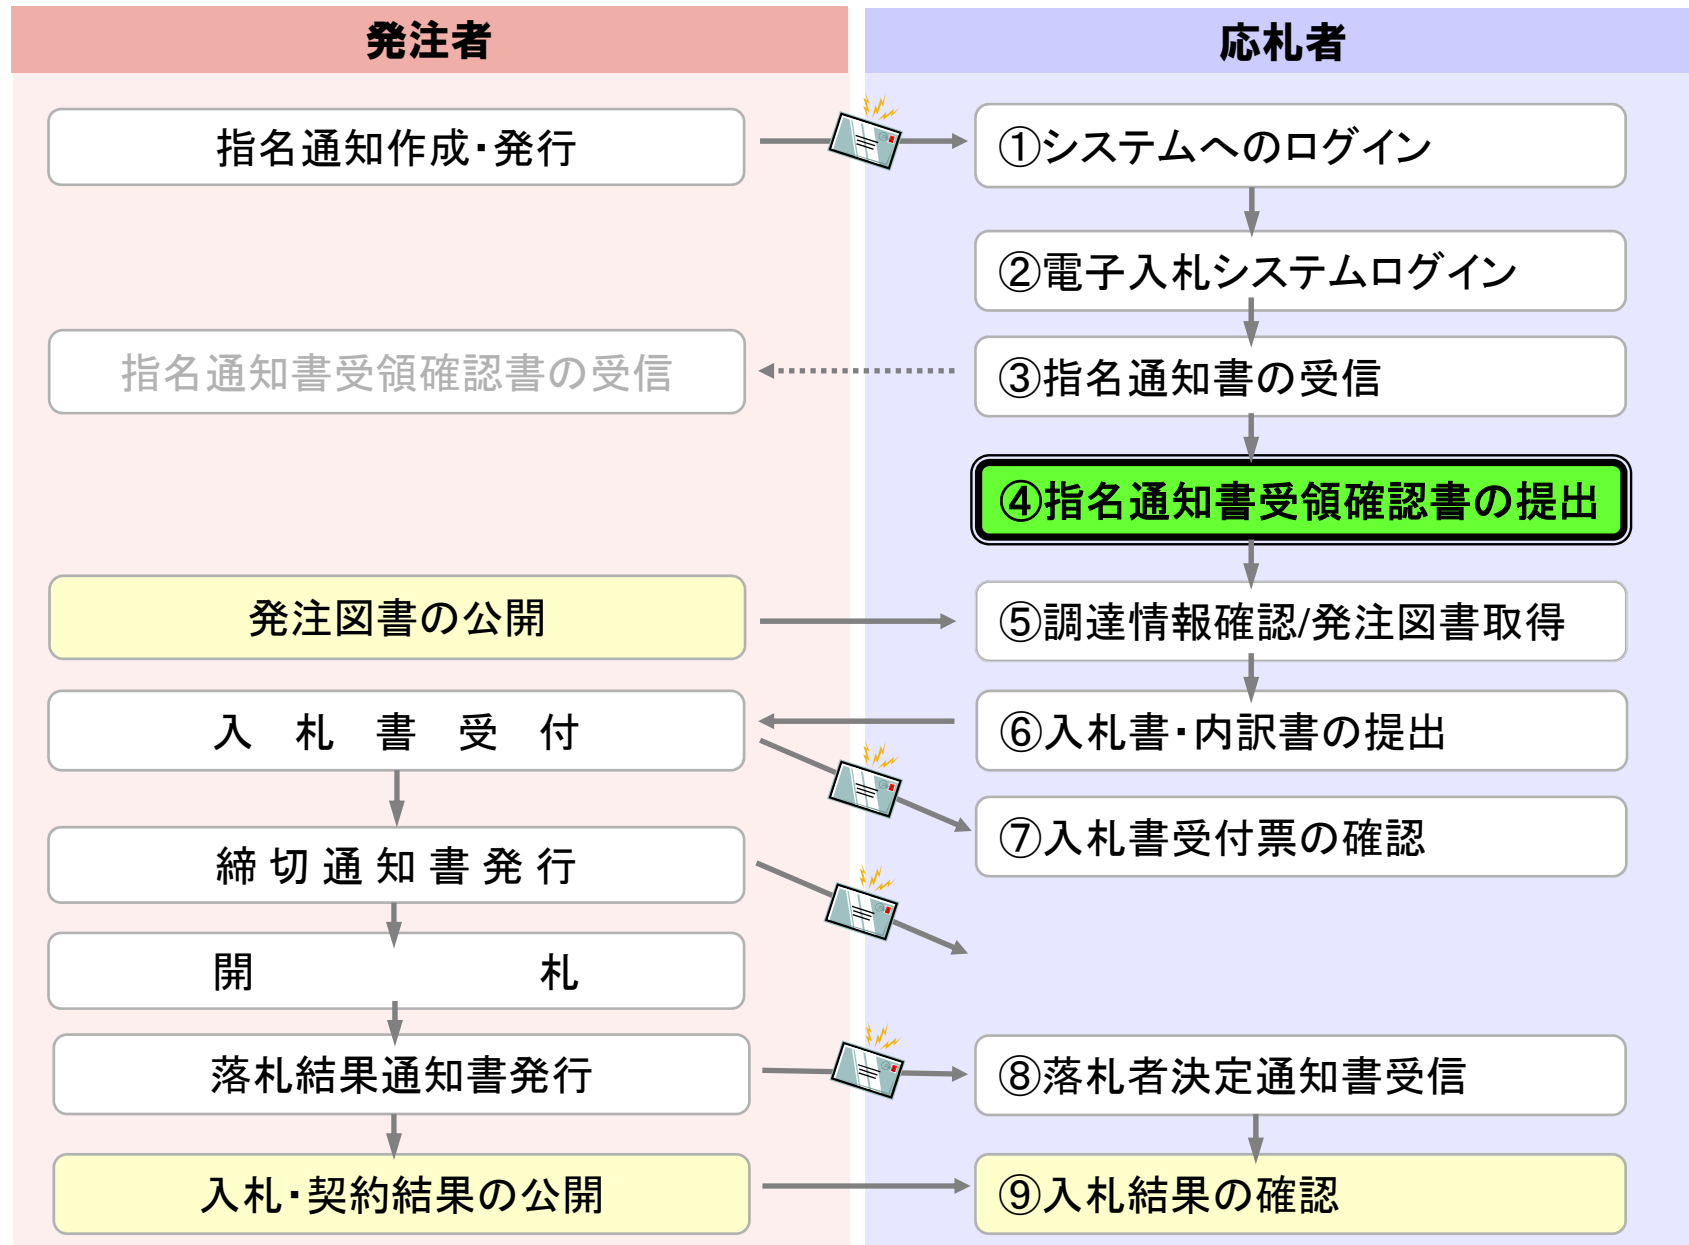 発注者
応札者
指名通知作成・発行
①システムへのログイン
②電子入札システムログイン
指名通知書受領確認書の受信
③指名通知書の受信
④指名通知書受領確認書の提出
発注図書の公開
⑤調達情報確認/発注図書取得
入 札 書 受 付
⑥入札書・内訳書の提出
⑦入札書受付票の確認
締切通知書発行
開 札
落札結果通知書発行
⑧落札者決定通知書受信
入札・契約結果の公開
⑨入札結果の確認